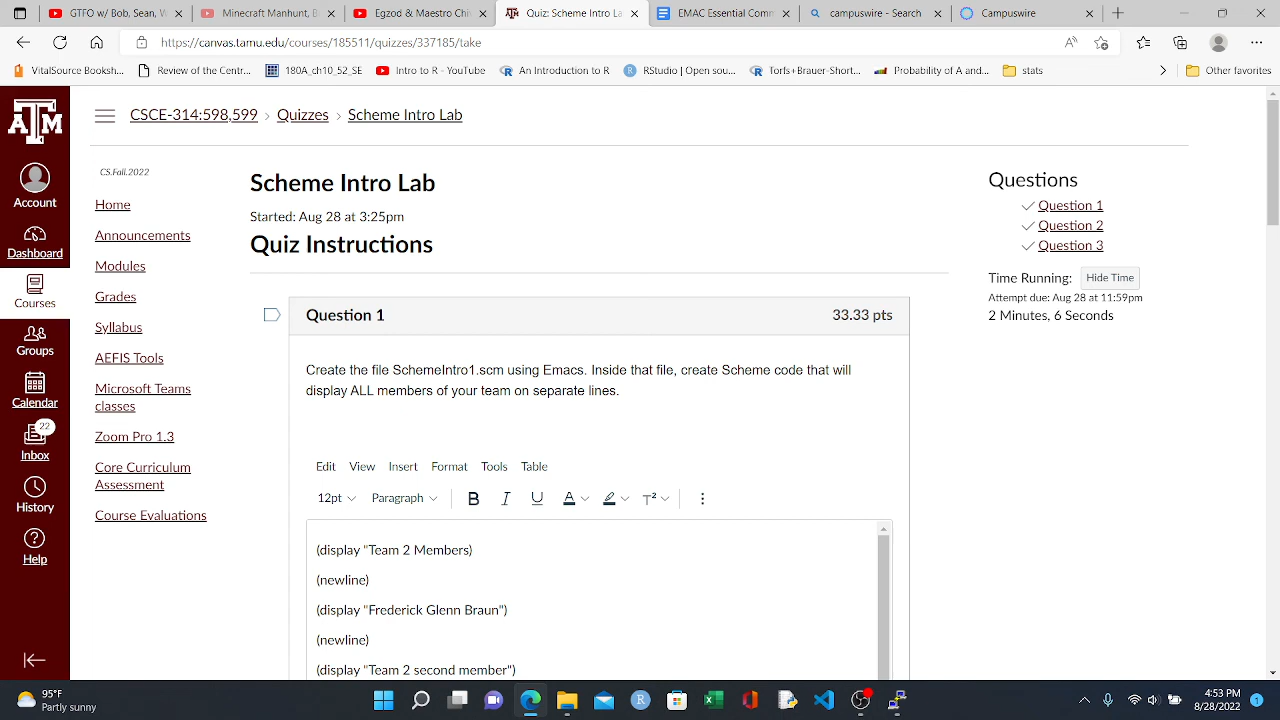 GTFO w/ Bob, Sean, W
Minecraft Manhunt, B
Egzod & Maestro Chiv
Quiz: Scheme Intro La
EMAC Essential Comm
campuswire - Search
Campuswire
https://canvas.tamu.edu/courses/185511/quizzes/337185/take
VitalSource Booksh...
Review of the Centr...
180A_ch10_52_SE
Intro to R - YouTube
An Introduction to R
RStudio | Open sou...
Torfs+Brauer-Short...
Probability of A and...
stats
Other favorites
ĀM
Account
Dashboard
Courses
Groups
Calendar
22
Inbox
History
Help
CSCE-314:598,599 › Quizzes › Scheme Intro Lab
CS.Fall.2022
Home
Announcements
Modules
Grades
Syllabus
AEFIS Tools
Microsoft Teams
classes
Zoom Pro 1.3
Core Curriculum
Assessment
Course Evaluations
Scheme Intro Lab
Started: Aug 28 at 3:25pm
Quiz Instructions
Question 1 33.33 pts
Create the file SchemeIntro1.scm using Emacs. Inside that file, create Scheme code that will
display ALL members of your team on separate lines.
Edit View Insert Format Tools Table
12pt Paragraph B I U A T²
(display "Team 2 Members)
(newline)
(display "Frederick Glenn Braun")
(newline)
(display "Team 2 second member")
Questions
Question 1
Question 2
Question 3
Time Running: Hide Time
Attempt due: Aug 28 at 11:59pm
2 Minutes, 6 Seconds
95°F
Partly sunny
4:53 PM
8/28/2022
1